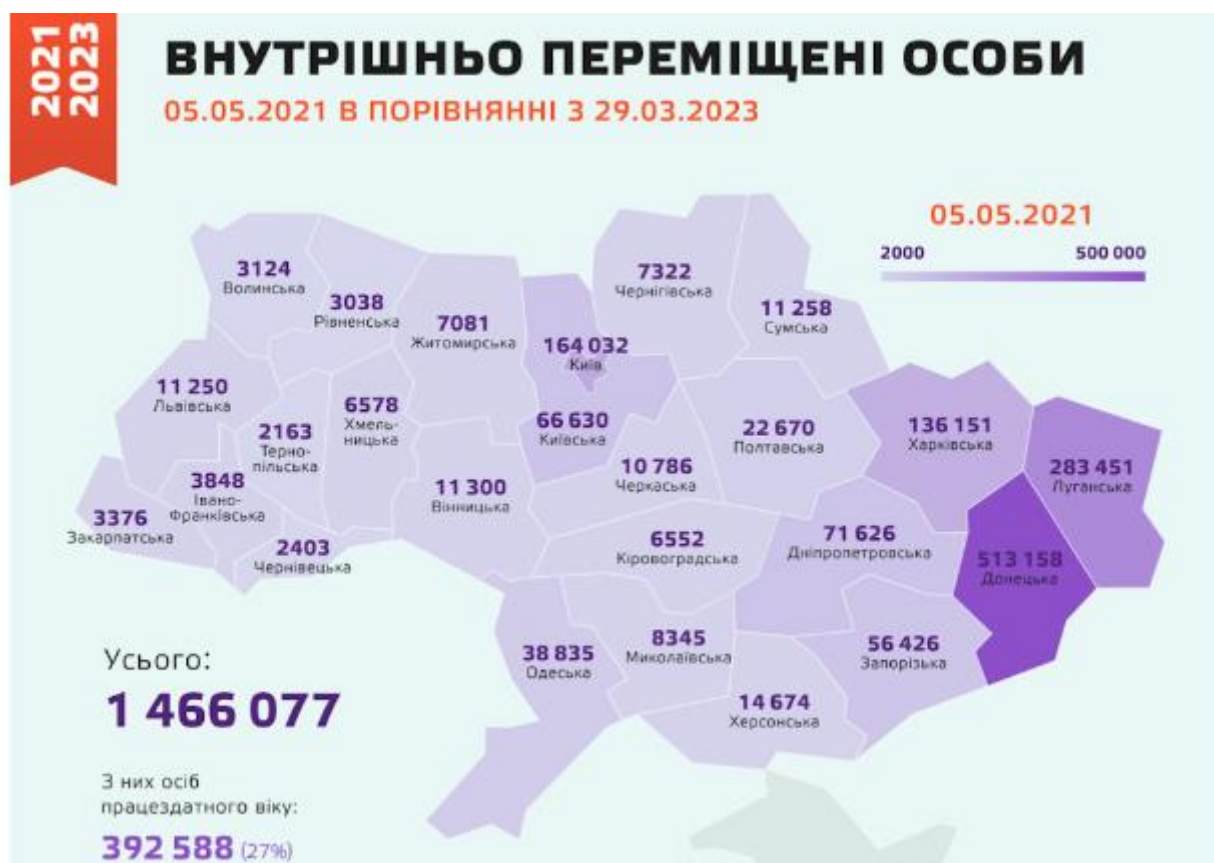 2021
2023
ВНУТРІШНЬО ПЕРЕМІЩЕНІ ОСОБИ
05.05.2021 В ПОРІВНЯННІ З 29.03.2023
05.05.2021
2000 500 000
3124
Волинська
3038
Рівненська
7081
Житомирська
164 032
Київ
7322
Чернігівська
11 258
Сумська
11 250
Львівська
2163
Терно-
пільська
6578
Хмель-
ницька
66 630
Київська
22 670
Полтавська
136 151
Харківська
283 451
Луганська
3848
Івано-
Франківська
3376
Закарпатська
2403
Чернівецька
11 300
Вінницька
10 786
Черкаська
6552
Кіровоградська
71 626
Дніпропетровська
513 158
Донецька
38 835
Одеська
8345
Миколаївська
14 674
Херсонська
56 426
Запорізька
Усього:
1 466 077
З них осіб
працездатного віку:
392 588 (27%)